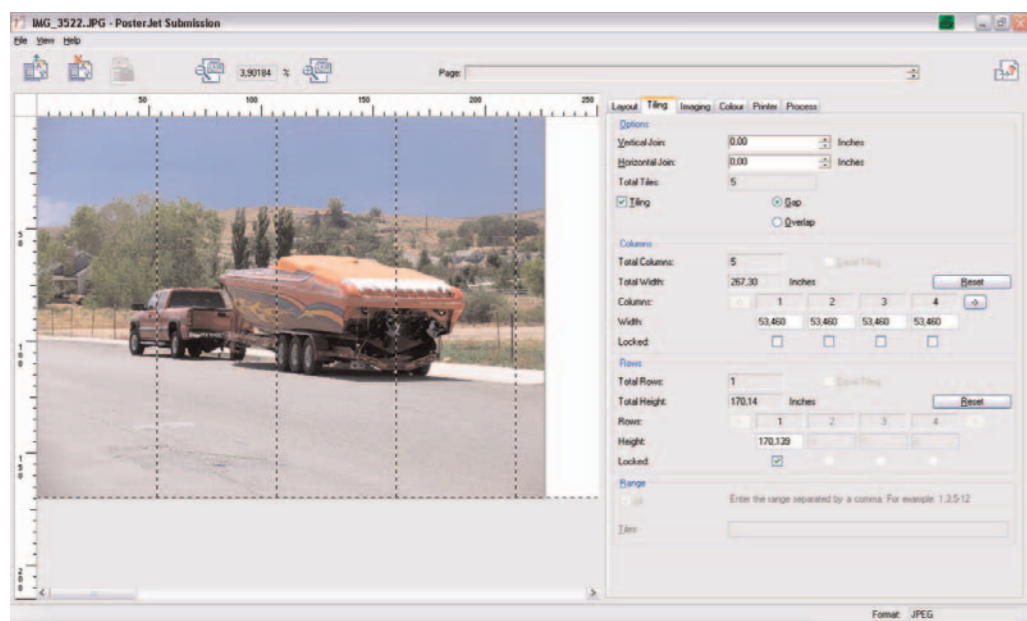 IMG_3522.JPG - PosterJet Submission
File View Help
3,90184 %
Page:
50 100 150 200 250
50
100
150
200
Layout Tiling Imaging Colour Printer Process
Options
Vertical Join: 0,00 Inches
Horizontal Join: 0,00 Inches
Total Tiles: 5
Tiling Gap
Overlap
Columns
Total Columns: 5 Equal Tiling
Total Width: 267,30 Inches Reset
Columns: 1 2 3 4
Width: 53,460 53,460 53,460 53,460
Locked
Rows
Total Rows: 1 Equal Tiling
Total Height: 170,14 Inches Reset
Rows: 1 2 3 4
Height: 170,139
Locked
Range
All Enter the range separated by a comma. For example: 1,3,5-12
Tiles:
Format: JPEG